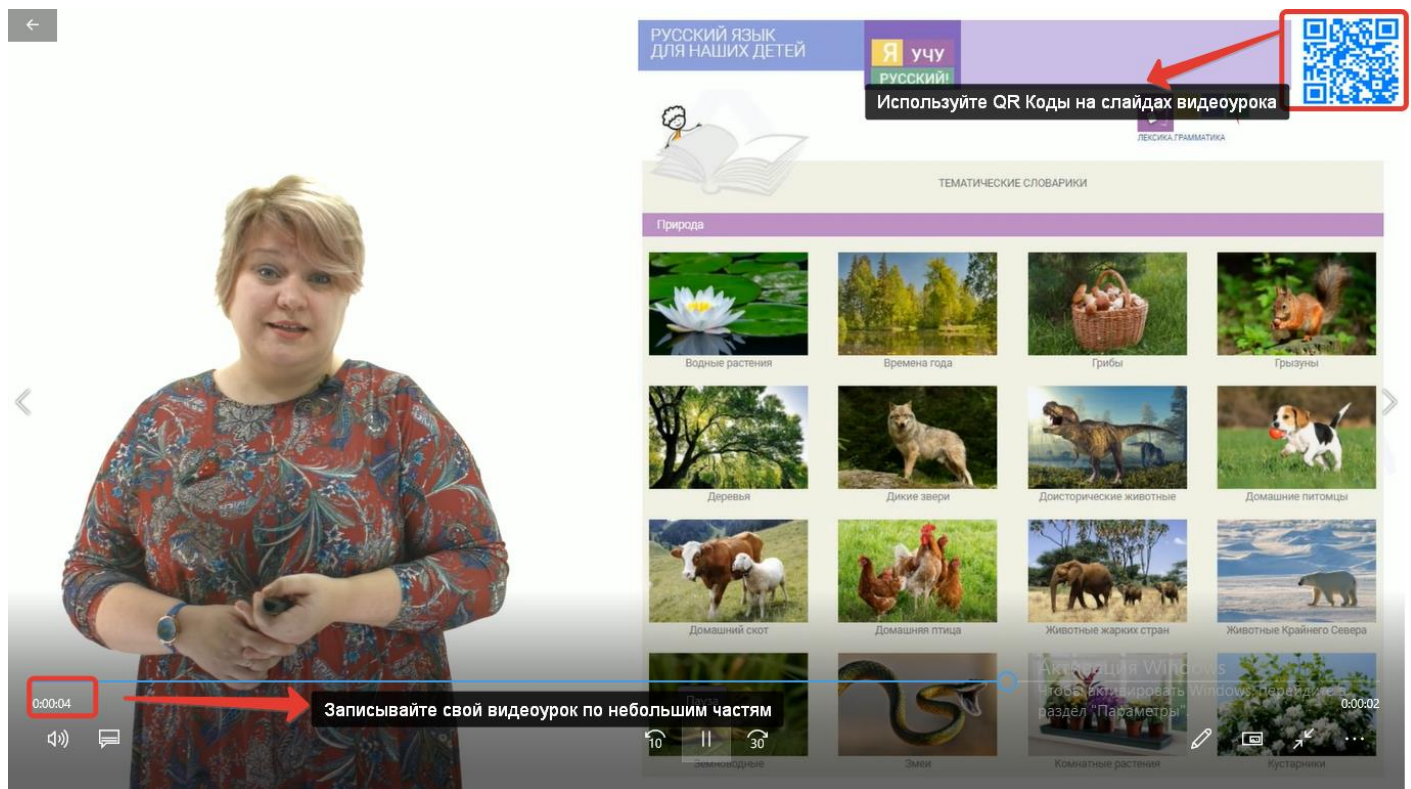 РУССКИЙ ЯЗЫК
ДЛЯ НАШИХ ДЕТЕЙ
Я УЧУ
РУССКИЙ!
Используйте QR Коды на слайдах видеоурока
ЛЕКСИКА.ГРАММАТИКА
ТЕМАТИЧЕСКИЕ СЛОВАРИКИ
Природа
Водные растения Времена года Грибы Грызуны
Деревья Дикие звери Доисторические животные Домашние питомцы
Домашний скот Домашняя птица Животные жарких стран Животные Крайнего Севера
Активация Windows
Чтобы активировать Windows, перейдите в
раздел "Параметры".
Пауза
0:00:04
Записывайте свой видеоурок по небольшим частям
0:00:02
10 30
Земноводные Змеи Комнатные растения Кустарники